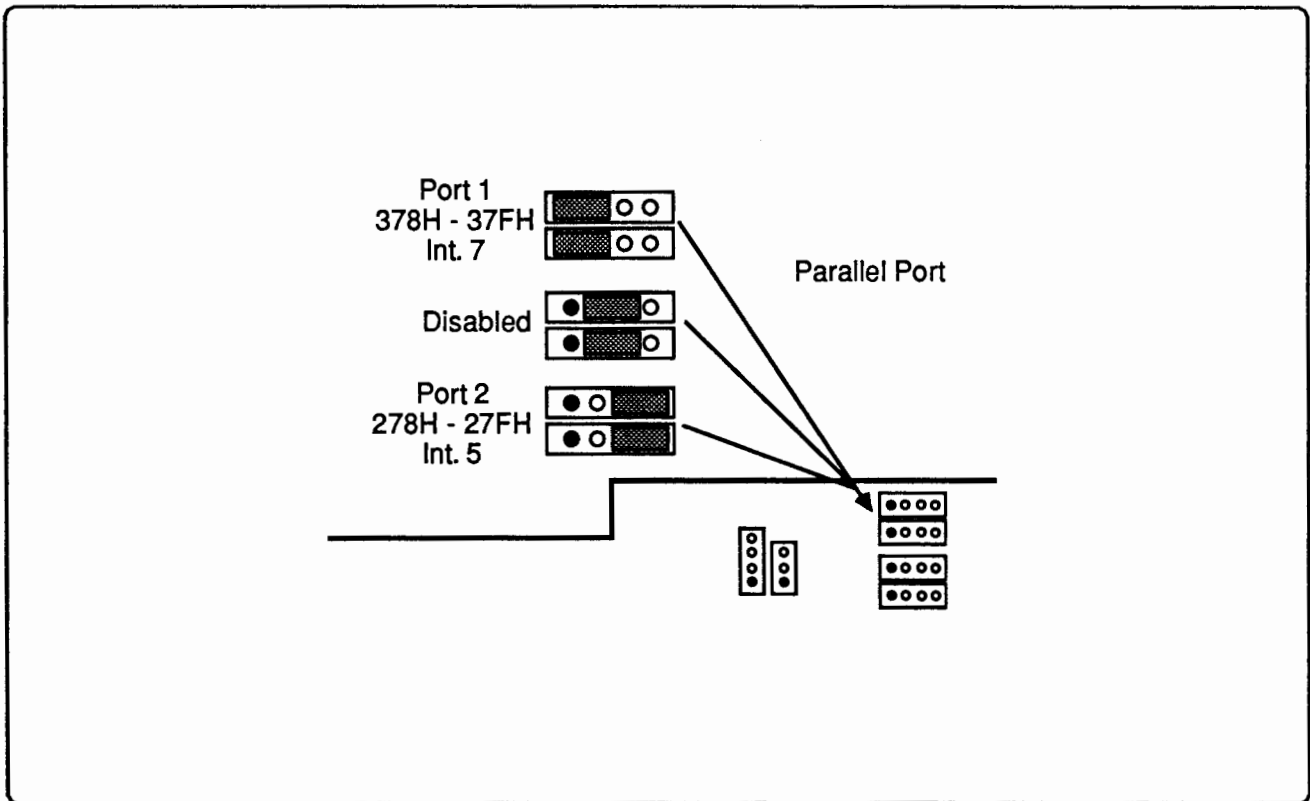 Port 1
378H - 37FH
Int. 7
Parallel Port
Disabled
Port 2
278H - 27FH
Int. 5